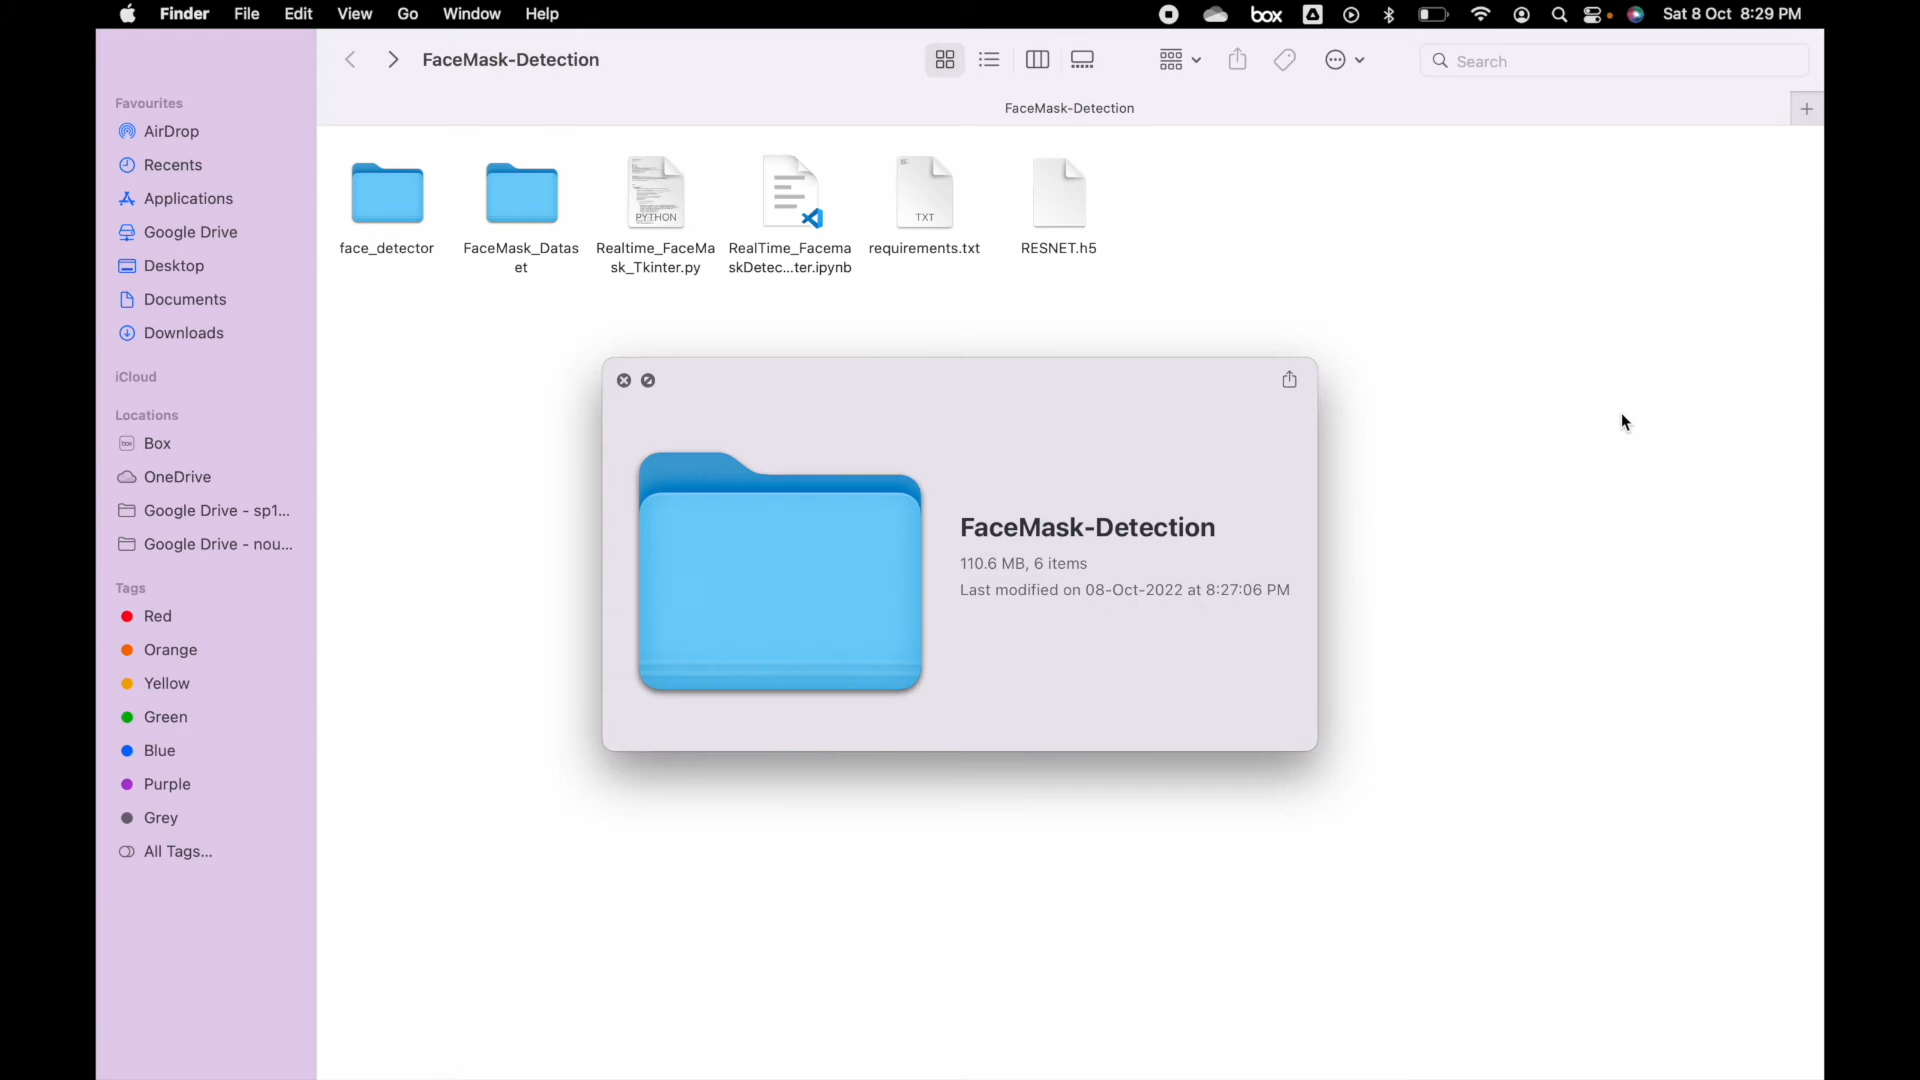 Finder File Edit View Go Window Help box Sat 8 Oct 8:29 PM
FaceMask-Detection Search
FaceMask-Detection
Favourites
AirDrop
Recents
Applications
Google Drive
Desktop
Documents
Downloads
iCloud
Locations
box Box
OneDrive
Google Drive - sp1...
Google Drive - nou...
Tags
Red
Orange
Yellow
Green
Blue
Purple
Grey
All Tags...
PYTHON TXT
face_detector FaceMask_Datas Realtime_FaceMa RealTime_Facema requirements.txt RESNET.h5
et sk_Tkinter.py skDetec...ter.ipynb
FaceMask-Detection
110.6 MB, 6 items
Last modified on 08-Oct-2022 at 8:27:06 PM